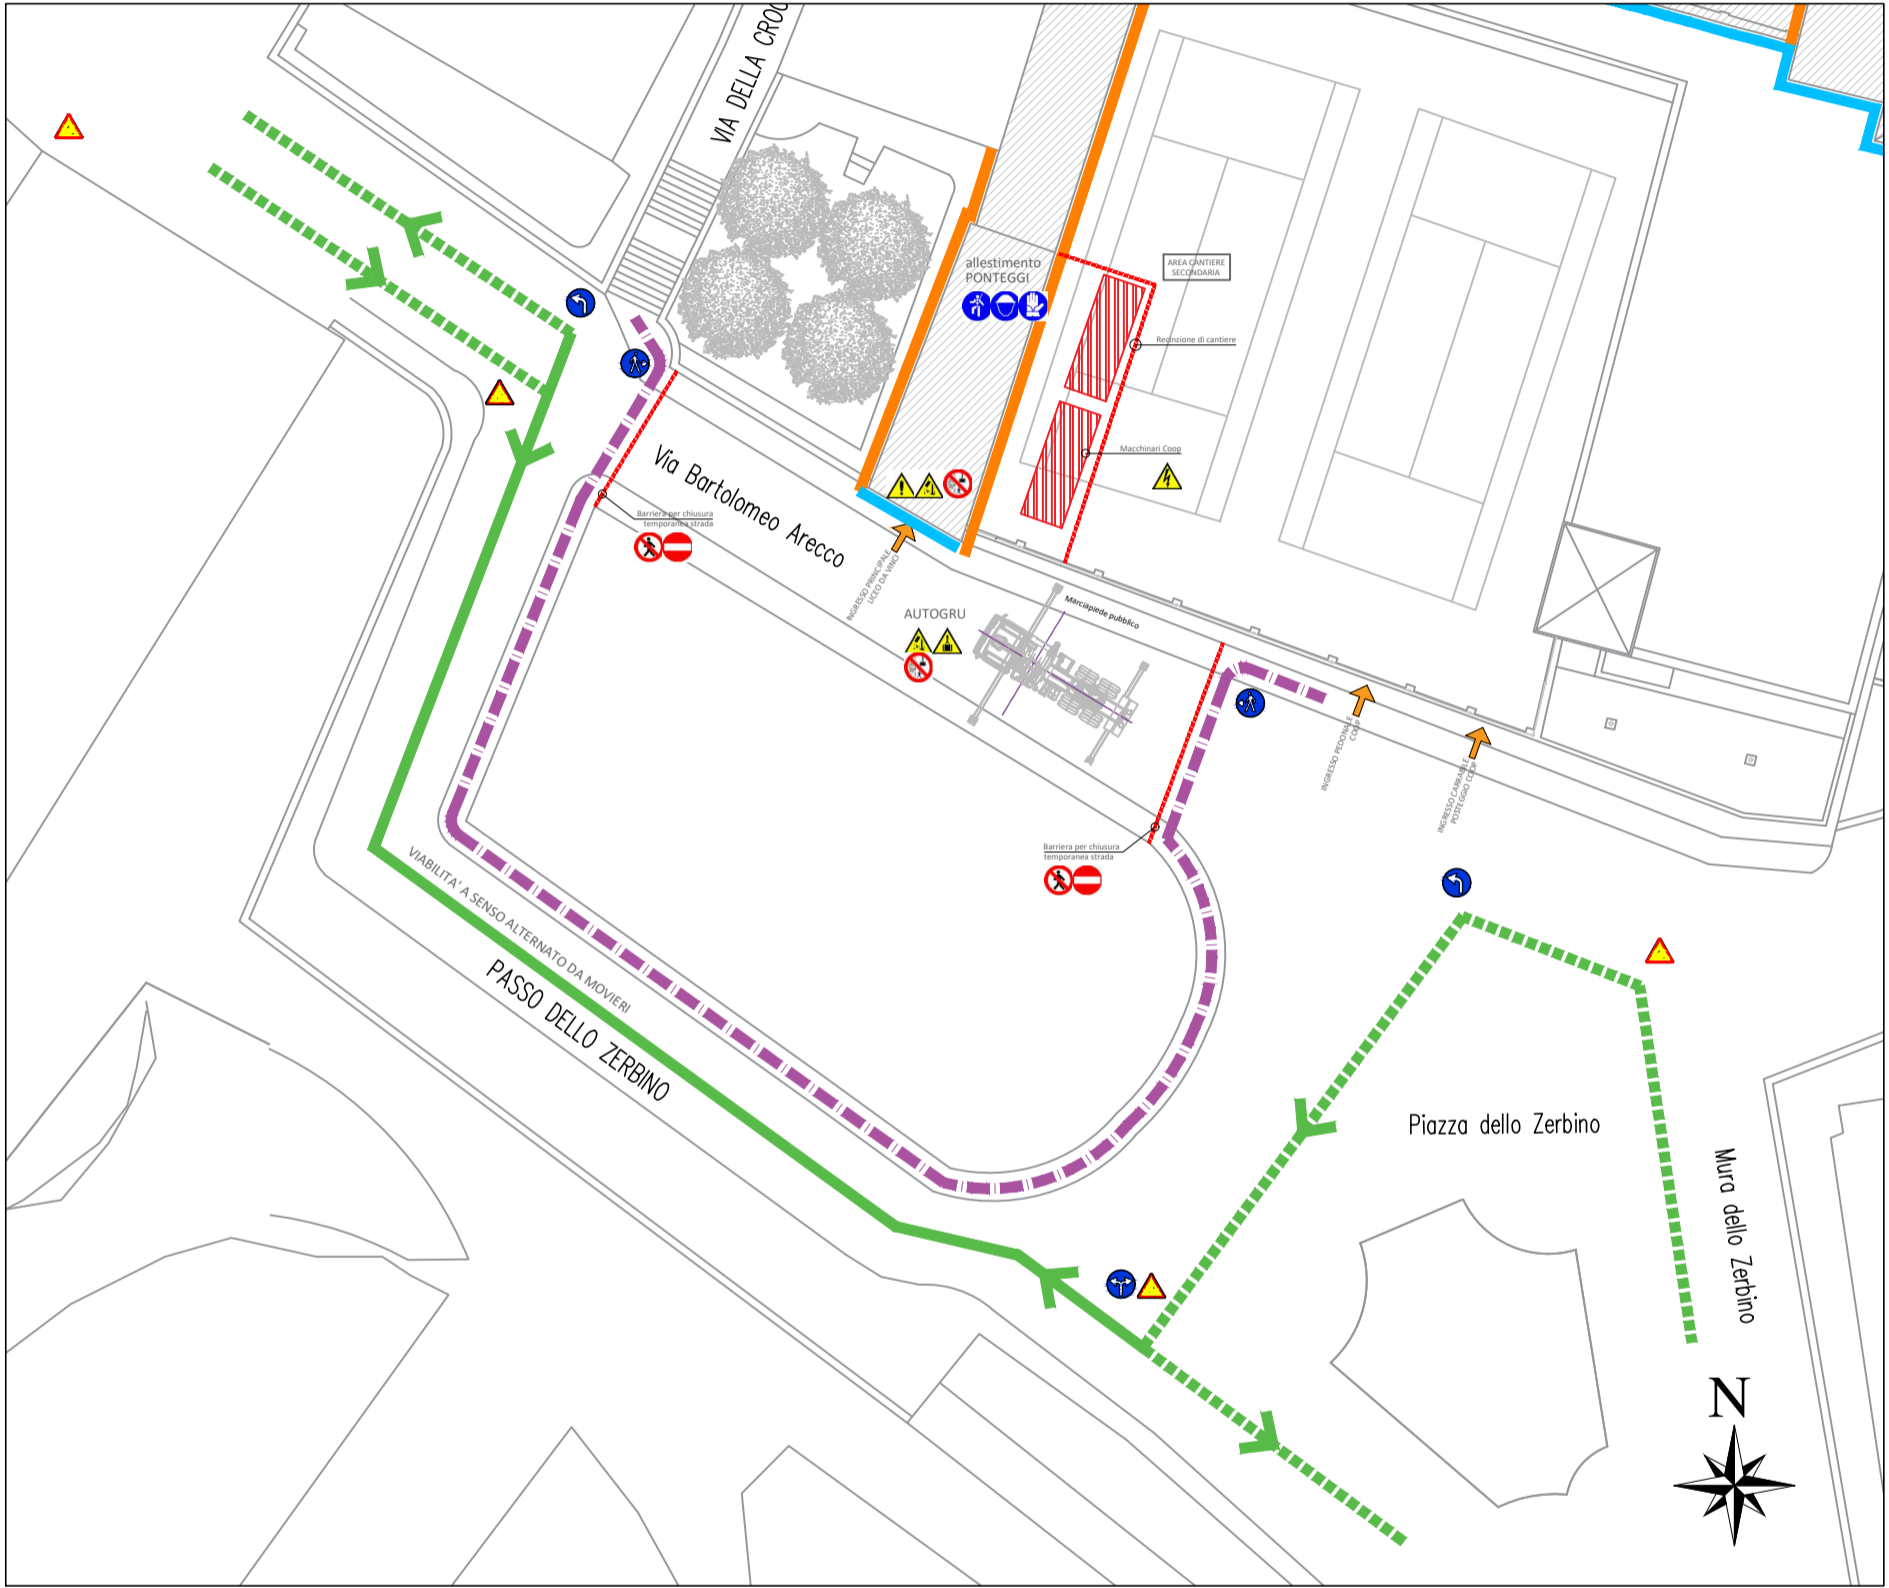 VIA DELLA CROC
allestimento
PONTEGGI
AREA CANTIERE
SECONDARIA
Recinzione di cantiere
Macchinari Coop
Via Bartolomeo Arecco
Barriera per chiusura
temporanea strada
INGRESSO PRINCIPALE
LICEO DA VINCI
AUTOGRU
Marciapiede pubblico
INGRESSO PEDONALE
COOP
INGRESSO CARRABILE
POSTEGGIO COOP
Barriera per chiusura
temporanea strada
VIABILITA' A SENSO ALTERNATO DA MOVIERI
PASSO DELLO ZERBINO
Piazza dello Zerbino
Mura dello Zerbino
N